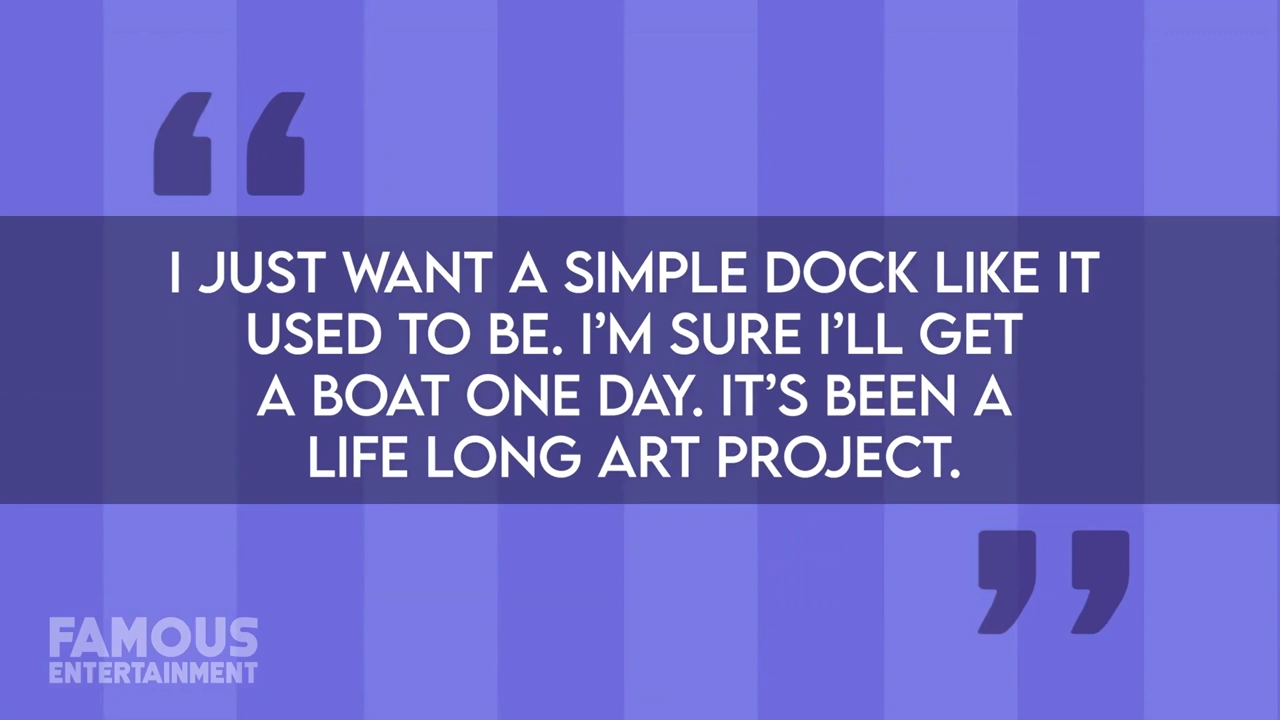 I JUST WANT A SIMPLE DOCK LIKE IT
USED TO BE. I’M SURE I’LL GET
A BOAT ONE DAY. IT’S BEEN A
LIFE LONG ART PROJECT.
FAMOUS
ENTERTAINMENT